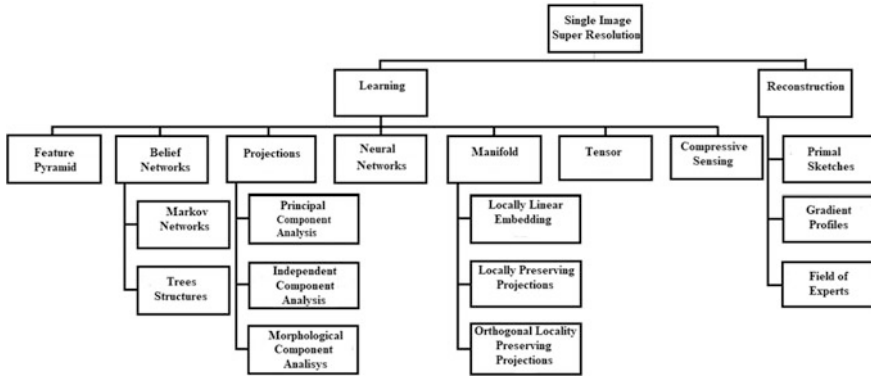 Single Image
Super Resolution
Learning
Reconstruction
Feature
Pyramid
Belief
Networks
Projections
Neural
Networks
Manifold
Tensor
Compressive
Sensing
Primal
Sketches
Markov
Networks
Principal
Component
Analysis
Locally Linear
Embedding
Gradient
Profiles
Trees
Structures
Independent
Component
Analysis
Locally Preserving
Projections
Field of
Experts
Morphological
Component
Analisys
Orthogonal Locality
Preserving
Projections